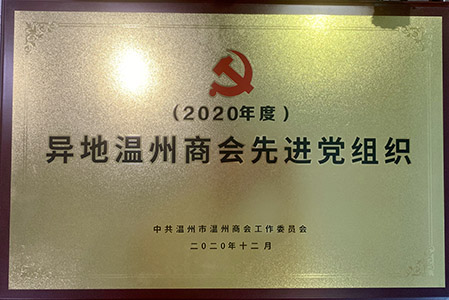 (2020年度)
异地温州商会先进党组织
中共温州市温州商会工作委员会
二〇二〇年十二月